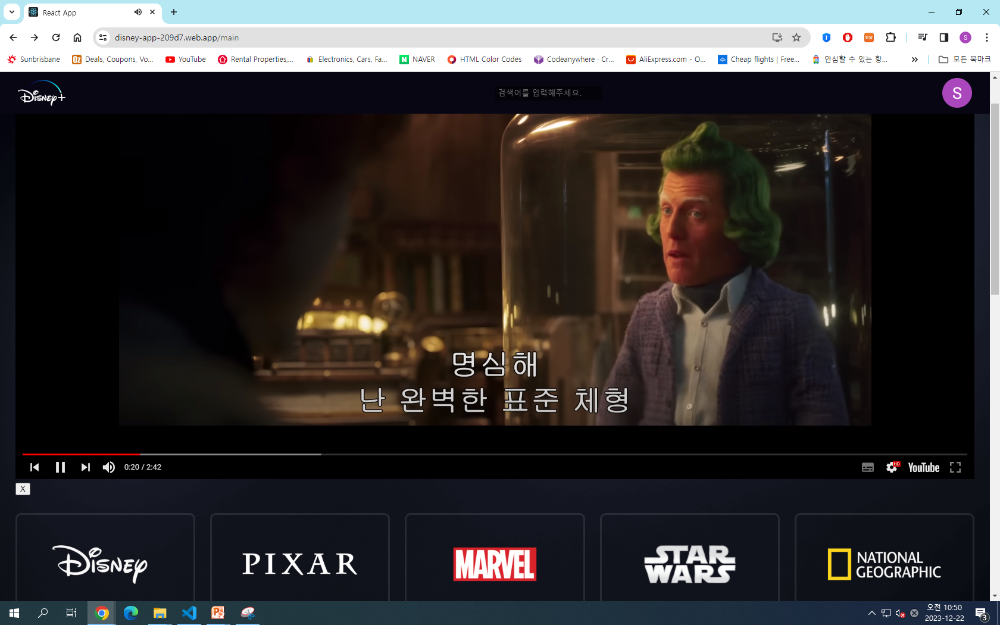 React App
disney-app-209d7.web.app/main
S
Sunbrisbane
Deals, Coupons, Vo...
YouTube
Rental Properties,...
Electronics, Cars, Fa...
NAVER
HTML Color Codes
Codeanywhere · Cr...
AliExpress.com - O...
Cheap flights | Free...
안심할 수 있는 항...
모든 북마크
Disney+
검색어를 입력해주세요.
S
명심해
난 완벽한 표준 체형
0:20 / 2:42
HD
YouTube
X
Disney
PIXAR
MARVEL
STAR
WARS
NATIONAL
GEOGRAPHIC
오전 10:50
2023-12-22
3